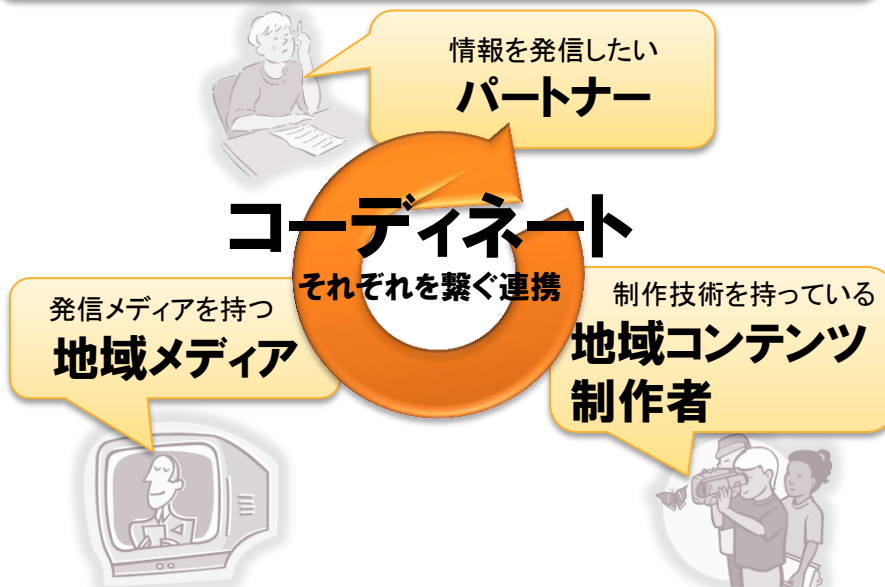 情報を発信したい
パートナー
コーディネート
それぞれを繋ぐ連携
発信メディアを持つ
地域メディア
制作技術を持っている
地域コンテンツ
制作者